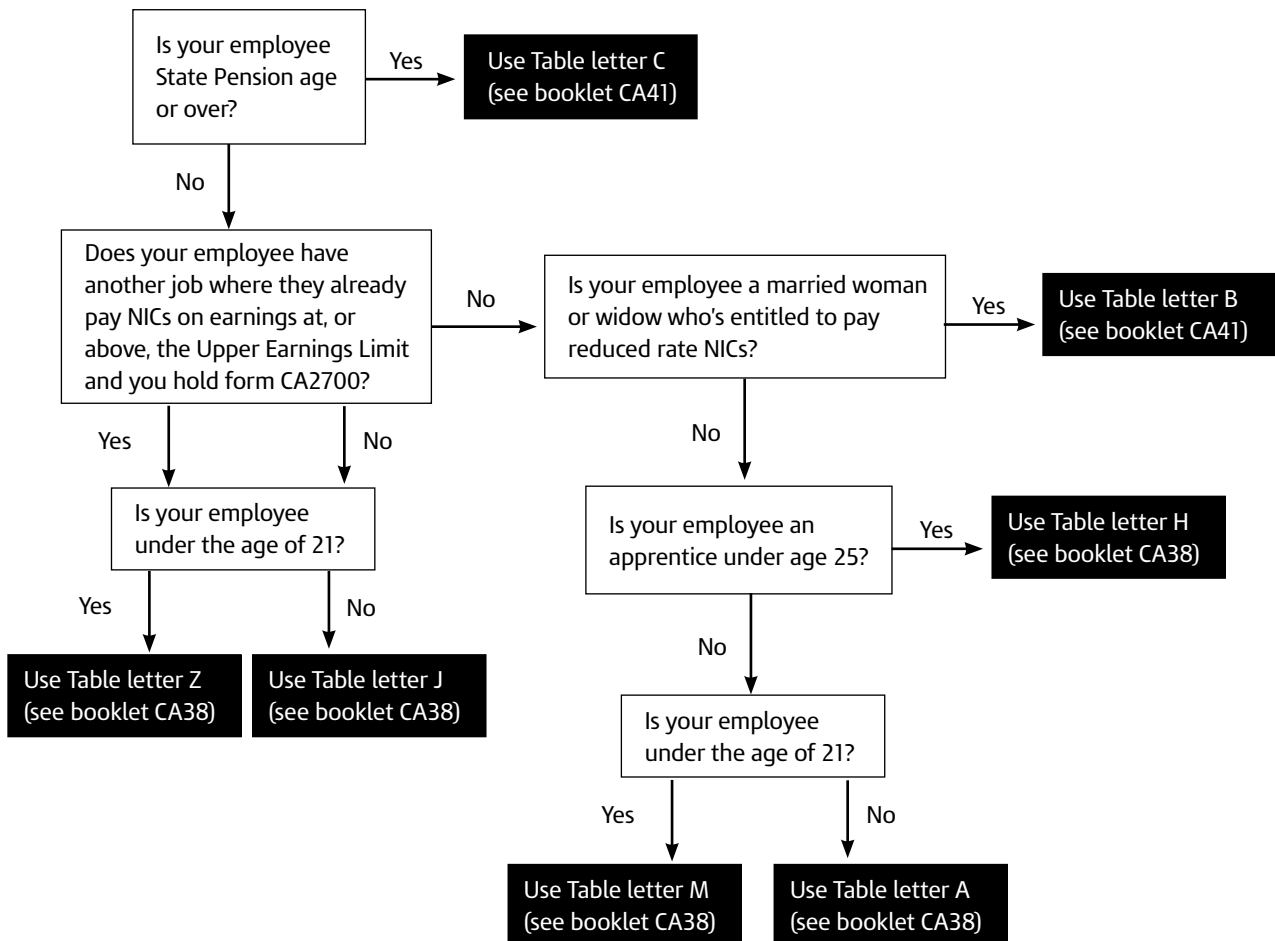 Is your employee
State Pension age
or over?
Yes
Use Table letter C
(see booklet CA41)
No
Does your employee have
another job where they already
pay NICs on earnings at, or
above, the Upper Earnings Limit
and you hold form CA2700?
No
Is your employee a married woman
or widow who's entitled to pay
reduced rate NICs?
Yes
Use Table letter B
(see booklet CA41)
Yes
No
No
Is your employee
under the age of 21?
Is your employee an
apprentice under age 25?
Yes
Use Table letter H
(see booklet CA38)
Yes
No
No
Use Table letter Z
(see booklet CA38)
Use Table letter J
(see booklet CA38)
Is your employee
under the age of 21?
Yes
No
Use Table letter M
(see booklet CA38)
Use Table letter A
(see booklet CA38)